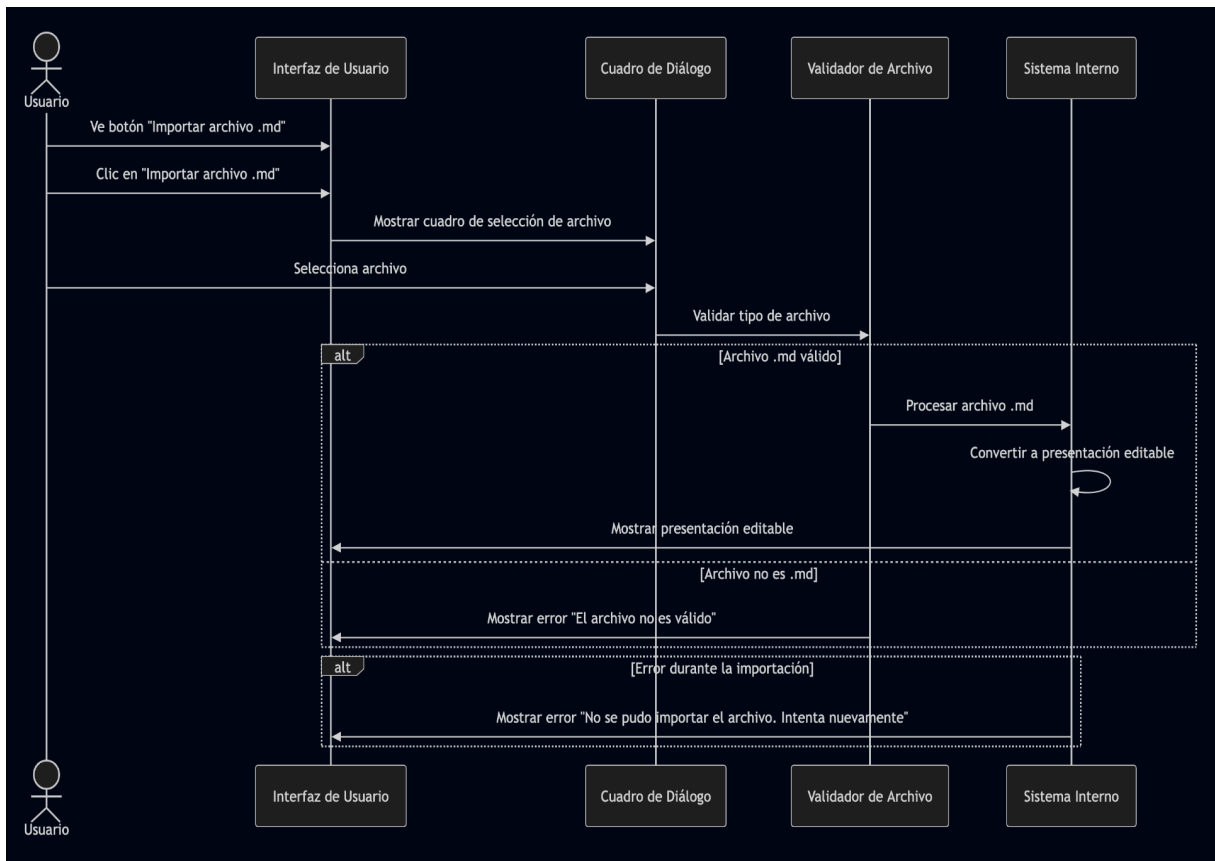 Usuario
Interfaz de Usuario
Cuadro de Diálogo
Validador de Archivo
Sistema Interno
Ve botón "Importar archivo .md"
Clic en "Importar archivo .md"
Mostrar cuadro de selección de archivo
Selecciona archivo
Validar tipo de archivo
alt
[Archivo .md válido]
Procesar archivo .md
Convertir a presentación editable
Mostrar presentación editable
[Archivo no es .md]
Mostrar error "El archivo no es válido"
alt
[Error durante la importación]
Mostrar error "No se pudo importar el archivo. Intenta nuevamente"
Usuario
Interfaz de Usuario
Cuadro de Diálogo
Validador de Archivo
Sistema Interno